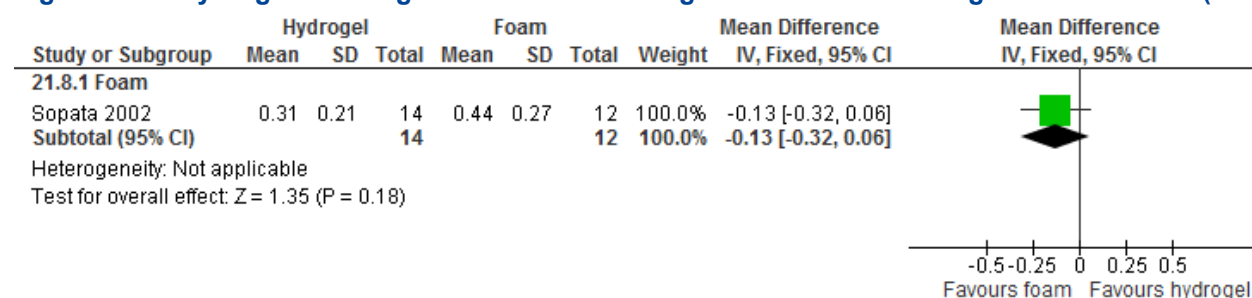 Hydrogel Foam Mean Difference Mean Difference
Study or Subgroup Mean SD Total Mean SD Total Weight IV, Fixed, 95% CI IV, Fixed, 95% CI
21.8.1 Foam
Sopata 2002 0.31 0.21 14 0.44 0.27 12 100.0% -0.13 [-0.32, 0.06]
Subtotal (95% CI) 14 12 100.0% -0.13 [-0.32, 0.06]
Heterogeneity: Not applicable
Test for overall effect: Z = 1.35 (P = 0.18)
-0.5 -0.25 0 0.25 0.5
Favours foam Favours hydrogel